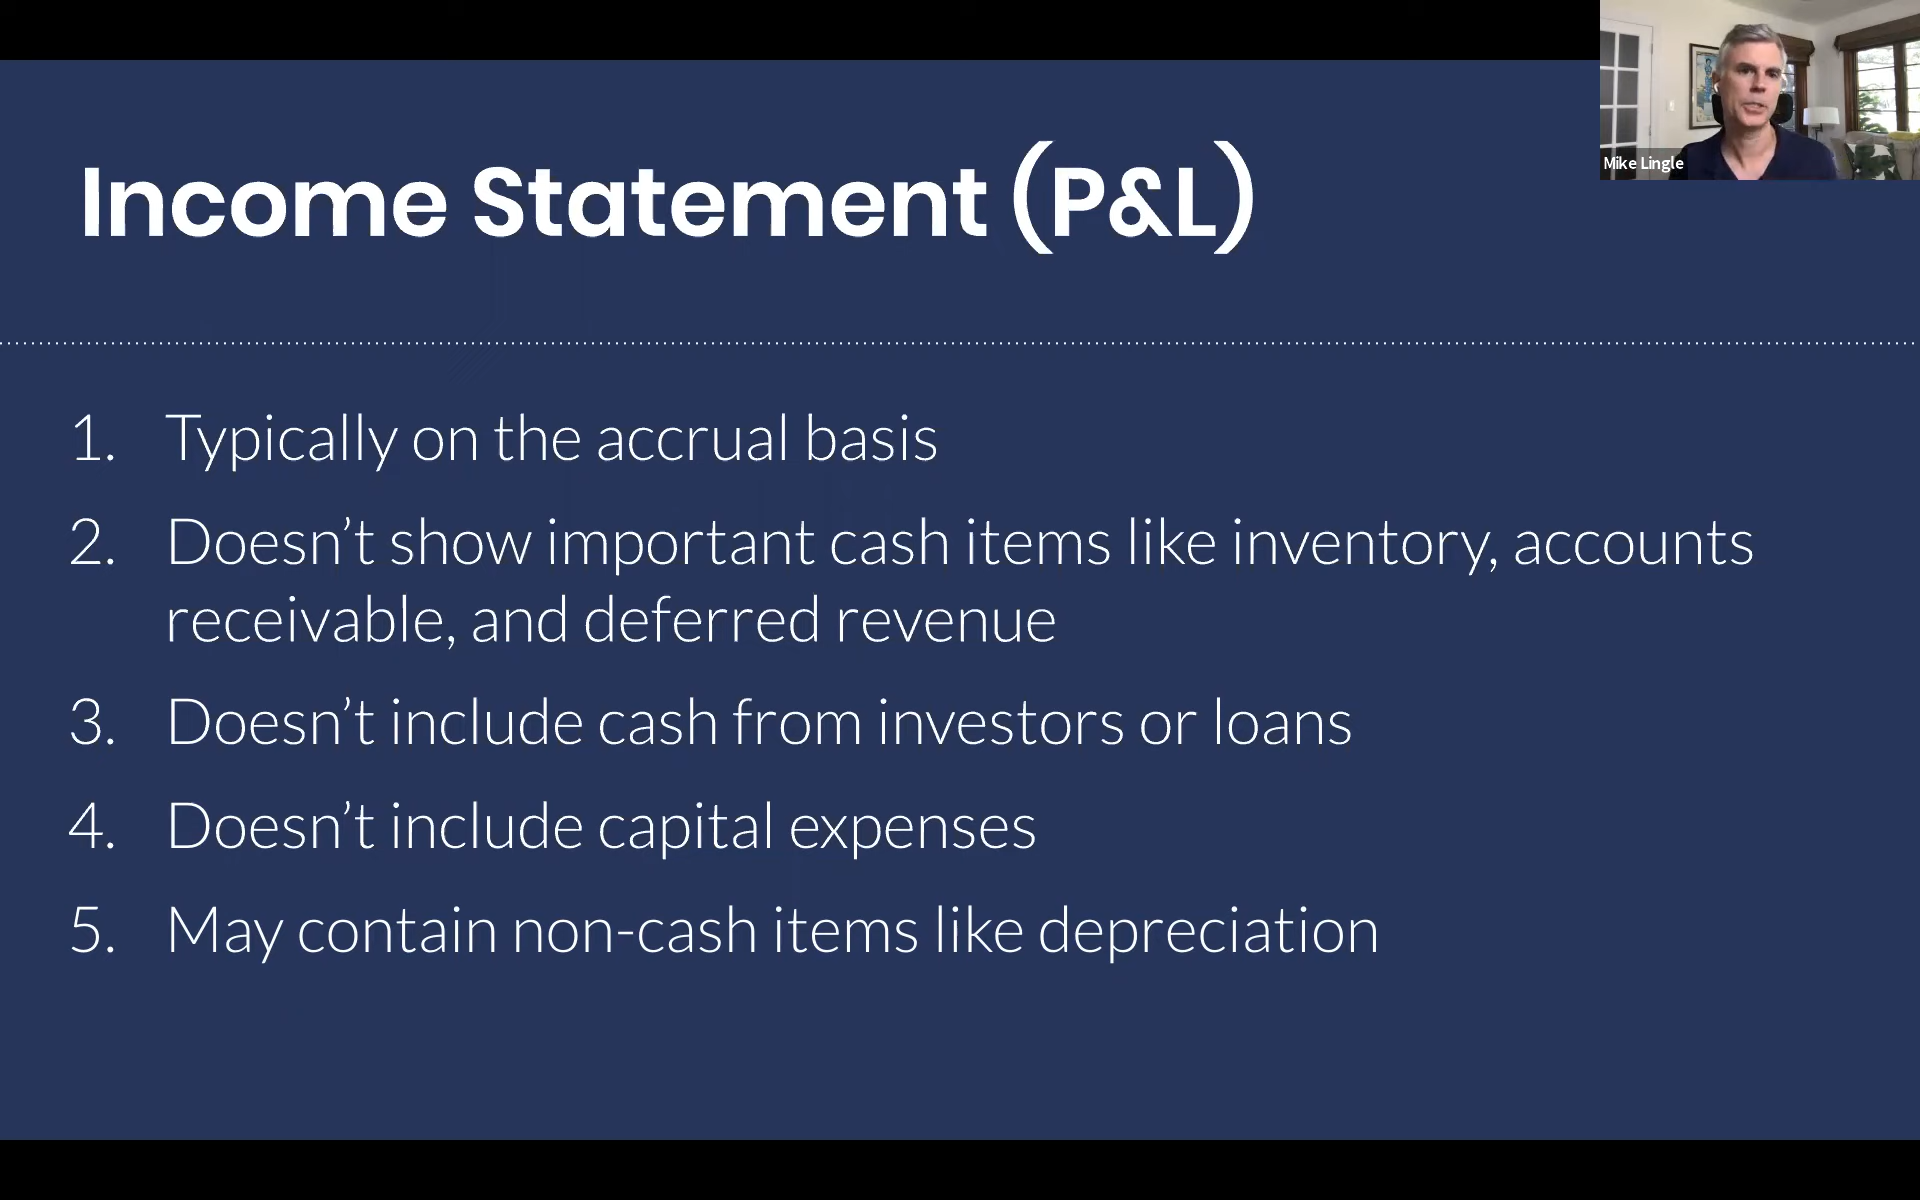 Income Statement (P&L)
Mike Lingle
1. Typically on the accrual basis
2. Doesn’t show important cash items like inventory, accounts
receivable, and deferred revenue
3. Doesn’t include cash from investors or loans
4. Doesn’t include capital expenses
5. May contain non-cash items like depreciation